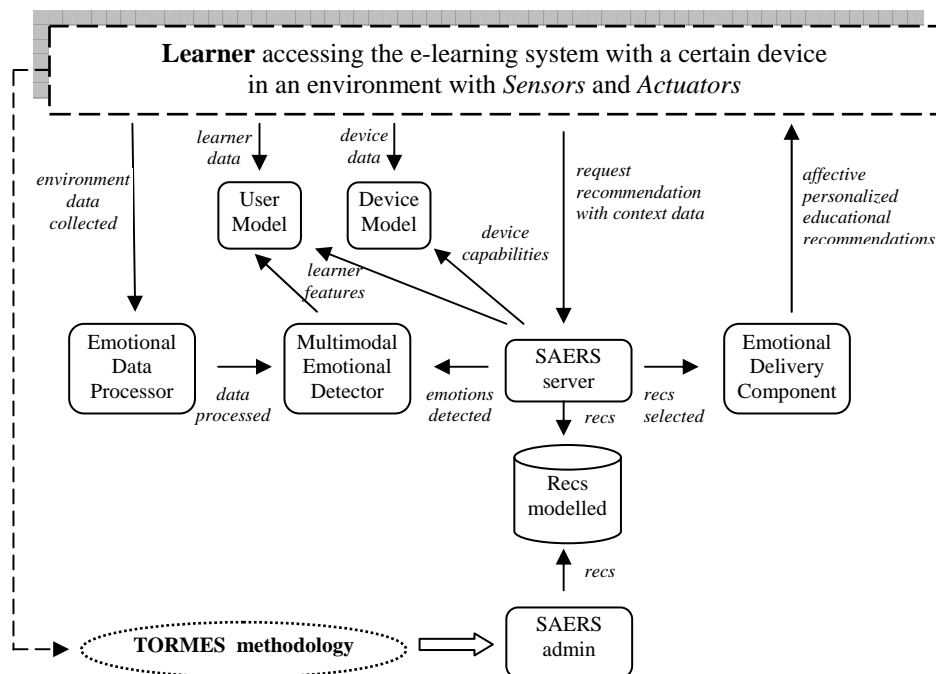 Learner accessing the e-learning system with a certain device
in an environment with Sensors and Actuators
environment
data
collected
learner
data
device
data
request
recommendation
with context data
affective
personalized
educational
recommendations
User
Model
Device
Model
device
capabilities
learner
features
Emotional
Data
Processor
data
processed
Multimodal
Emotional
Detector
emotions
detected
SAERS
server
recs
selected
Emotional
Delivery
Component
recs
Recs
modelled
recs
TORMES methodology
SAERS
admin